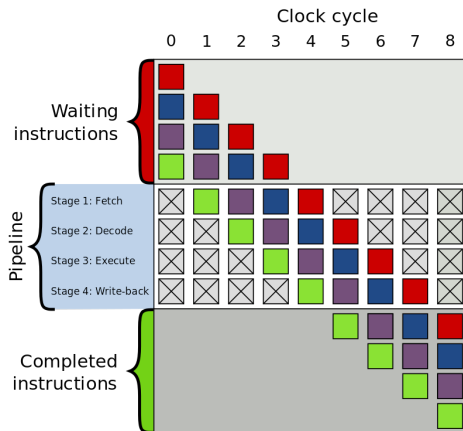 Clock cycle
0 1 2 3 4 5 6 7 8
Waiting
instructions
Pipeline
Stage 1: Fetch
Stage 2: Decode
Stage 3: Execute
Stage 4: Write-back
Completed
instructions